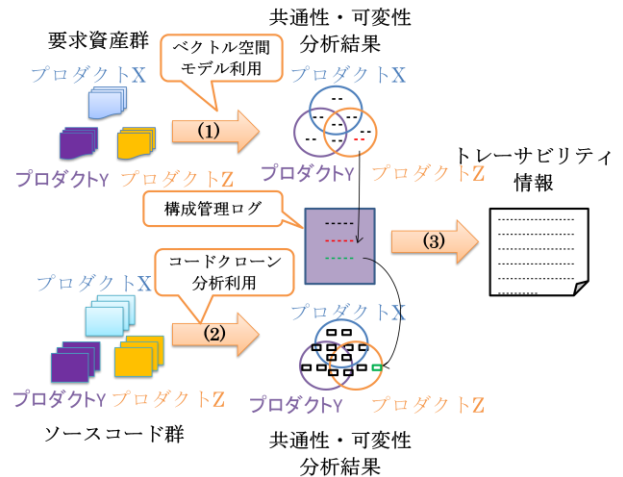 要求資産群
プロダクトX
プロダクトY
プロダクトZ
ベクトル空間
モデル利用
(1)
共通性・可変性
分析結果
プロダクトX
プロダクトY
プロダクトZ
構成管理ログ
(3)
トレーサビリティ
情報
コードクローン
分析利用
プロダクトX
(2)
プロダクトY
プロダクトZ
ソースコード群
プロダクトX
プロダクトY
プロダクトZ
共通性・可変性
分析結果